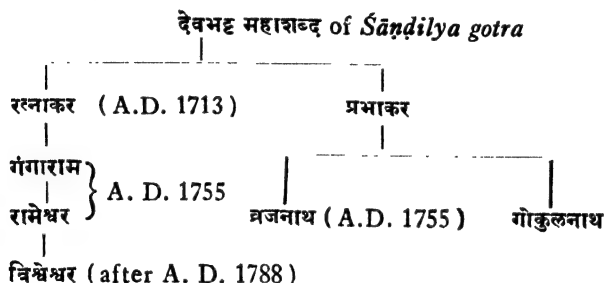 देवभट्ट महाशब्द of Śāṇḍilya gotra
रत्नाकर (A.D. 1713) प्रभाकर
गंगाराम
A. D. 1755
रामेश्वर व्रजनाथ (A.D. 1755) गोकुलनाथ
विश्वेश्वर (after A. D. 1788)